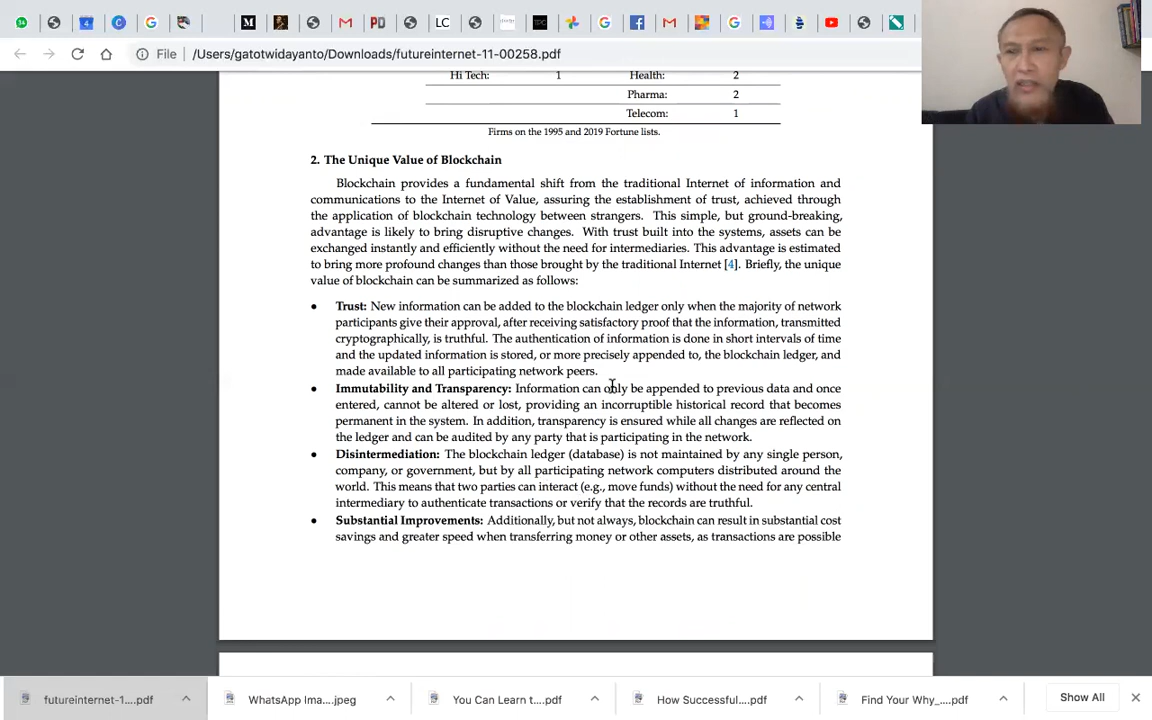 34
4
C
G
M
G
M
PD
LC
TDC
G
f
M
G
File
/Users/gatotwidayanto/Downloads/futureinternet-11-00258.pdf
Hi Tech: 1 Health: 2
Pharma: 2
Telecom: 1
Firms on the 1995 and 2019 Fortune lists.
2. The Unique Value of Blockchain
Blockchain provides a fundamental shift from the traditional Internet of information and
communications to the Internet of Value, assuring the establishment of trust, achieved through
the application of blockchain technology between strangers. This simple, but ground-breaking,
advantage is likely to bring disruptive changes. With trust built into the systems, assets can be
exchanged instantly and efficiently without the need for intermediaries. This advantage is estimated
to bring more profound changes than those brought by the traditional Internet [4]. Briefly, the unique
value of blockchain can be summarized as follows:
• Trust: New information can be added to the blockchain ledger only when the majority of network
participants give their approval, after receiving satisfactory proof that the information, transmitted
cryptographically, is truthful. The authentication of information is done in short intervals of time
and the updated information is stored, or more precisely appended to, the blockchain ledger, and
made available to all participating network peers.
• Immutability and Transparency: Information can only be appended to previous data and once
entered, cannot be altered or lost, providing an incorruptible historical record that becomes
permanent in the system. In addition, transparency is ensured while all changes are reflected on
the ledger and can be audited by any party that is participating in the network.
• Disintermediation: The blockchain ledger (database) is not maintained by any single person,
company, or government, but by all participating network computers distributed around the
world. This means that two parties can interact (e.g., move funds) without the need for any central
intermediary to authenticate transactions or verify that the records are truthful.
• Substantial Improvements: Additionally, but not always, blockchain can result in substantial cost
savings and greater speed when transferring money or other assets, as transactions are possible
futureinternet-1....pdf
WhatsApp Ima....jpeg
You Can Learn t....pdf
How Successful....pdf
Find Your Why_....pdf
Show All